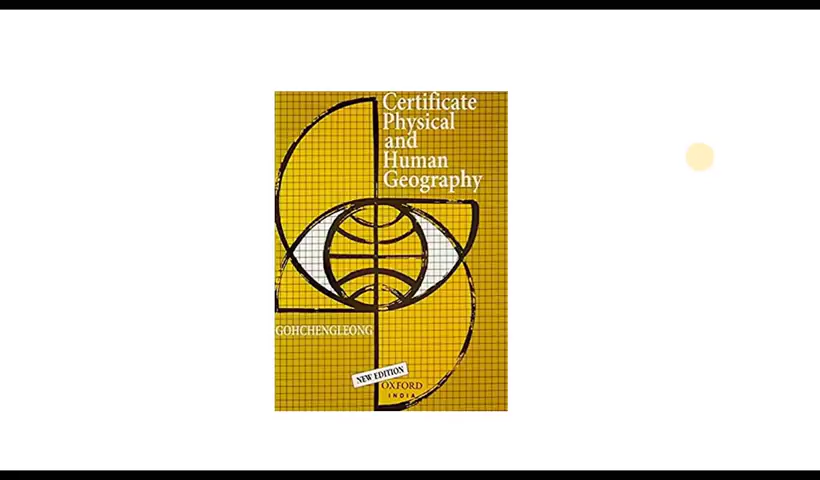 Certificate
Physical
and
Human
Geography
GOHCHENGLEONG
NEW EDITION
OXFORD
INDIA